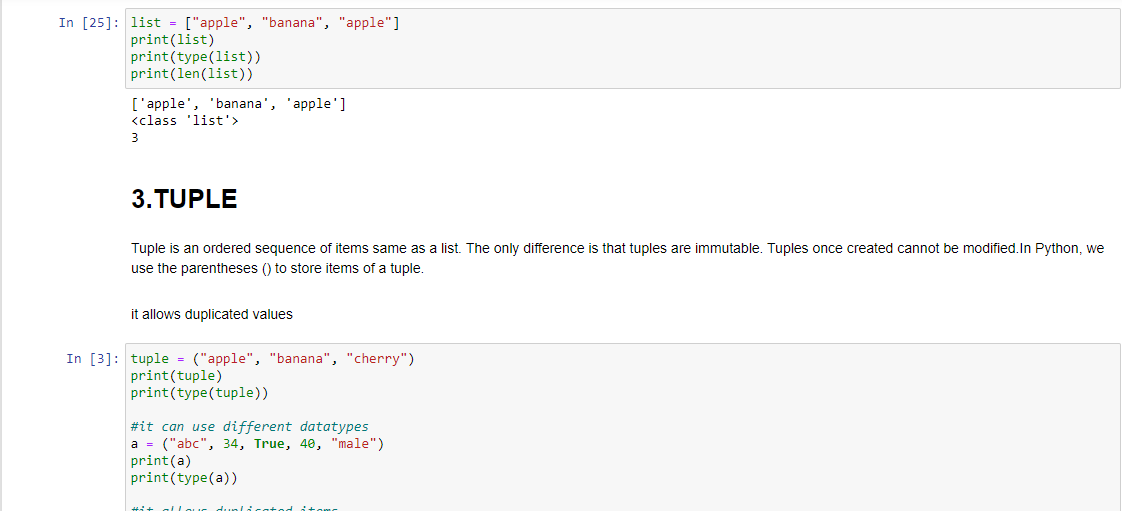 In [25]: list = ["apple", "banana", "apple"]
print(list)
print(type(list))
print(len(list))
['apple', 'banana', 'apple']
<class 'list'>
3
3.TUPLE
Tuple is an ordered sequence of items same as a list. The only difference is that tuples are immutable. Tuples once created cannot be modified.In Python, we
use the parentheses () to store items of a tuple.
it allows duplicated values
In [3]: tuple = ("apple", "banana", "cherry")
print(tuple)
print(type(tuple))
#it can use different datatypes
a = ("abc", 34, True, 40, "male")
print(a)
print(type(a))
#it allows duplicated items